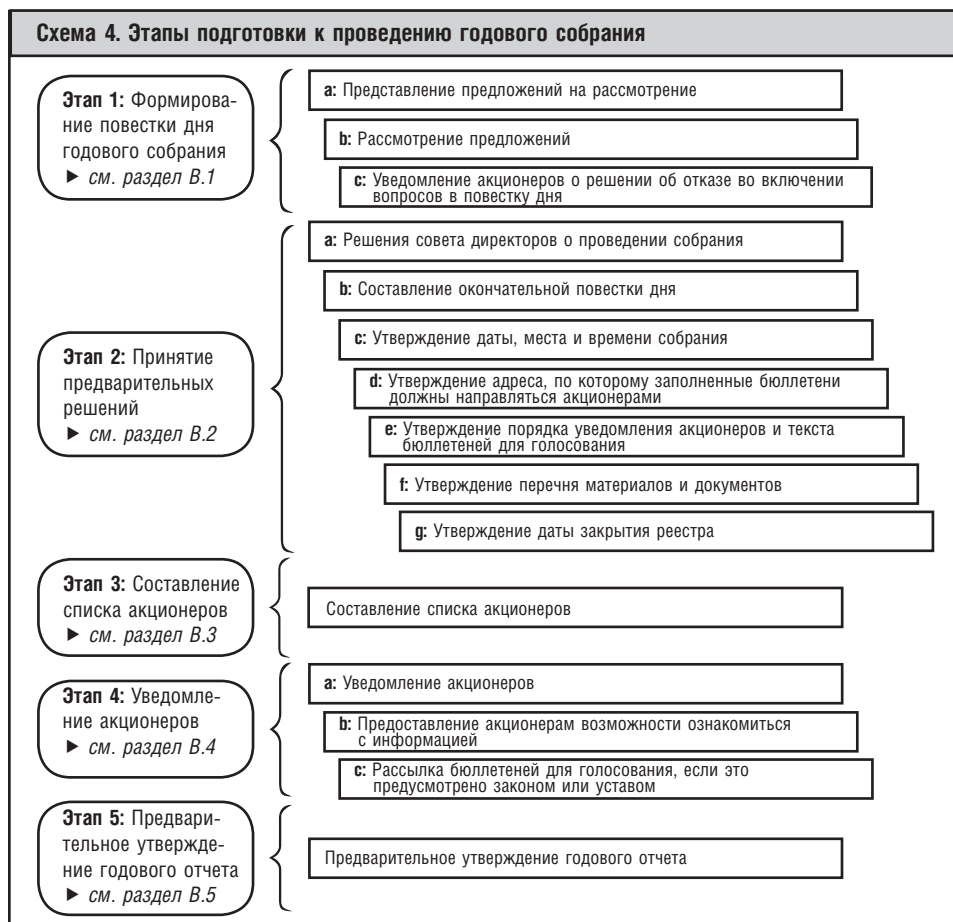 Схема 4. Этапы подготовки к проведению годового собрания
Этап 1: Формирова-
ние повестки дня
годового собрания
► см. раздел В.1
a: Представление предложений на рассмотрение
b: Рассмотрение предложений
c: Уведомление акционеров о решении об отказе во включении
вопросов в повестку дня
Этап 2: Принятие
предварительных
решений
► см. раздел В.2
a: Решения совета директоров о проведении собрания
b: Составление окончательной повестки дня
c: Утверждение даты, места и времени собрания
d: Утверждение адреса, по которому заполненные бюллетени
должны направляться акционерами
e: Утверждение порядка уведомления акционеров и текста
бюллетеней для голосования
f: Утверждение перечня материалов и документов
g: Утверждение даты закрытия реестра
Этап 3: Составление
списка акционеров
► см. раздел В.3
Составление списка акционеров
Этап 4: Уведомле-
ние акционеров
► см. раздел В.4
a: Уведомление акционеров
b: Предоставление акционерам возможности ознакомиться
с информацией
c: Рассылка бюллетеней для голосования, если это
предусмотрено законом или уставом
Этап 5: Предвари-
тельное утвержде-
ние годового отчета
► см. раздел В.5
Предварительное утверждение годового отчета